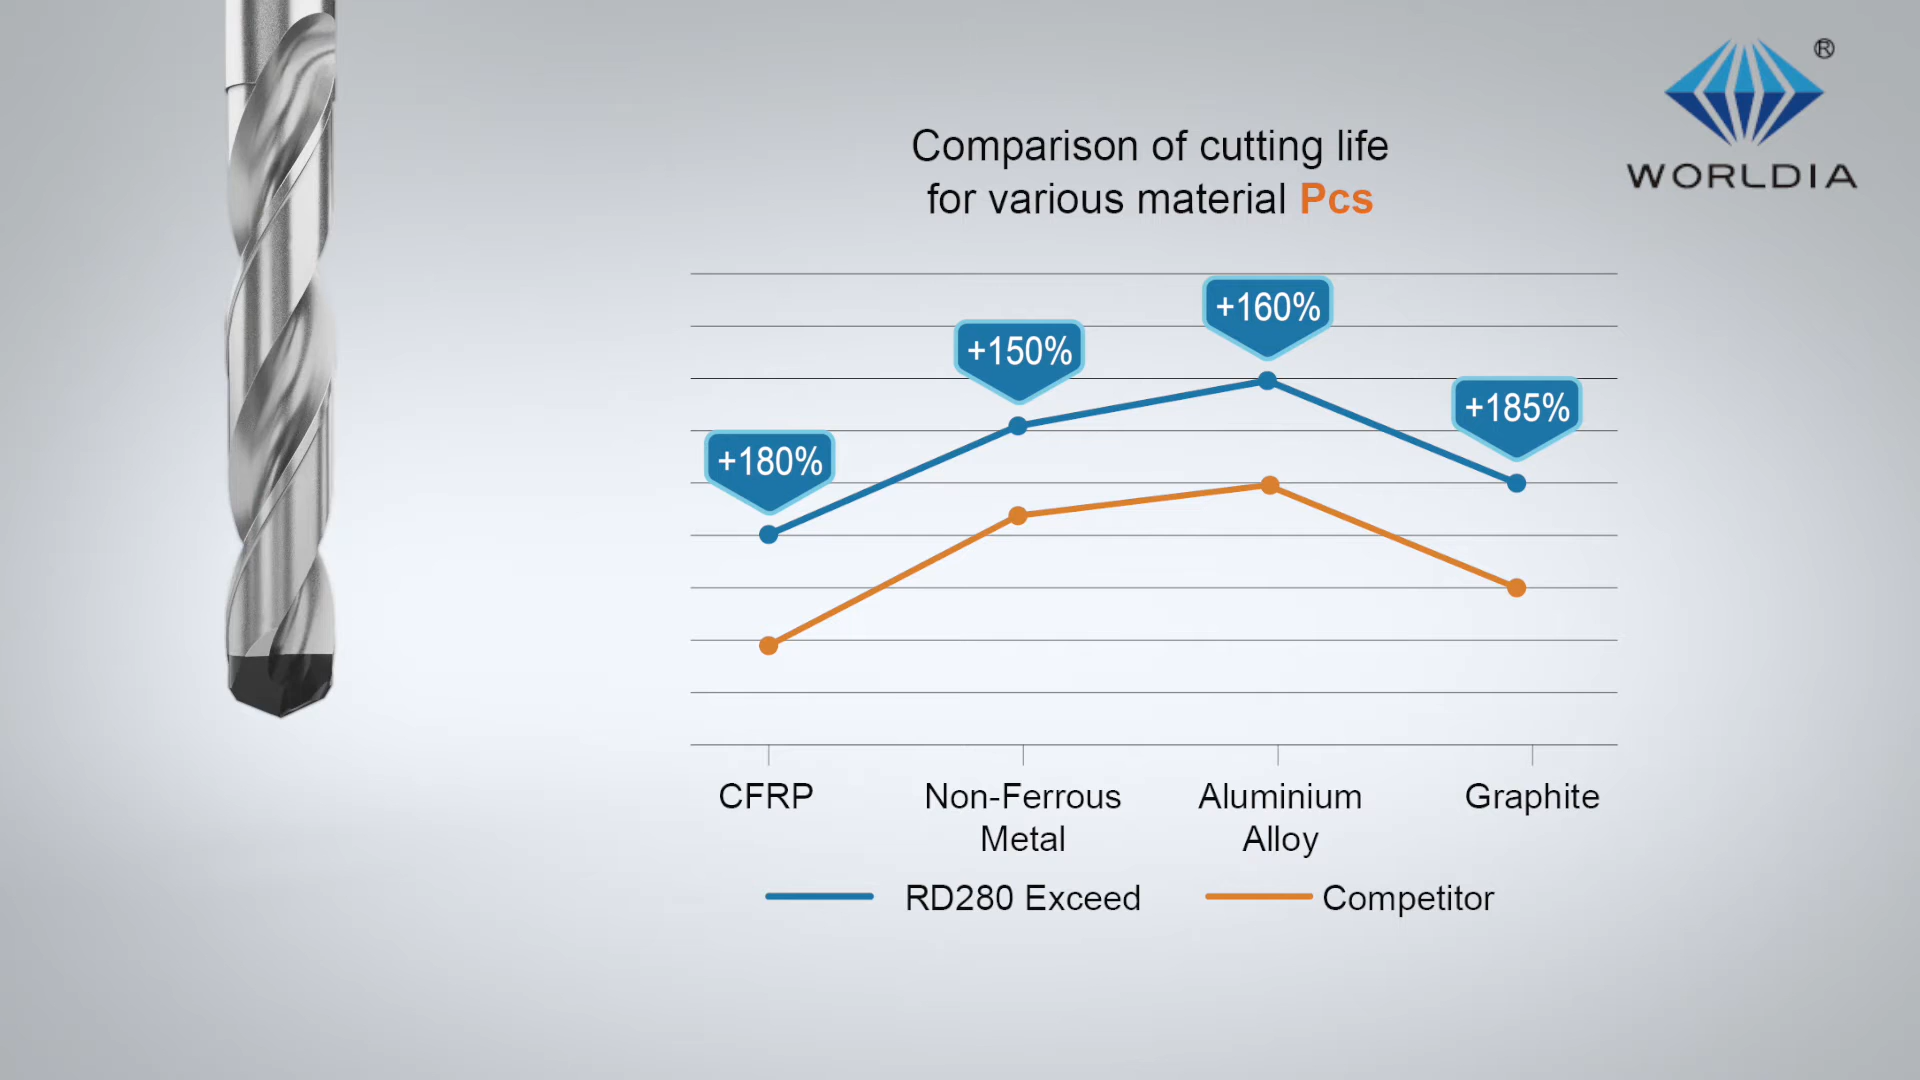 ®
WORLDIA
Comparison of cutting life
for various material Pcs
+180%
+150%
+160%
+185%
CFRP
Non-Ferrous
Metal
Aluminium
Alloy
Graphite
RD280 Exceed
Competitor